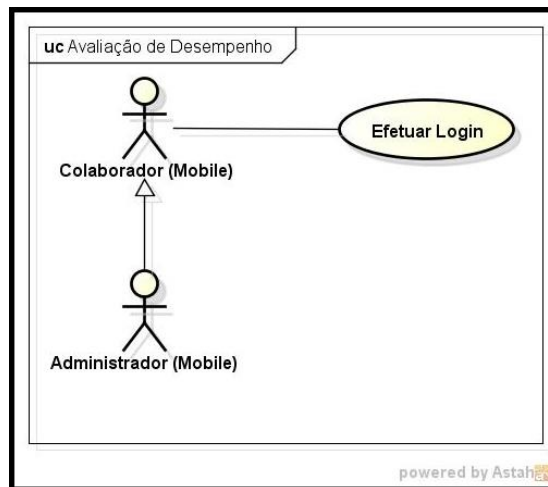 uc Avaliação de Desempenho
Efetuar Login
Colaborador (Mobile)
Administrador (Mobile)
powered by Astah